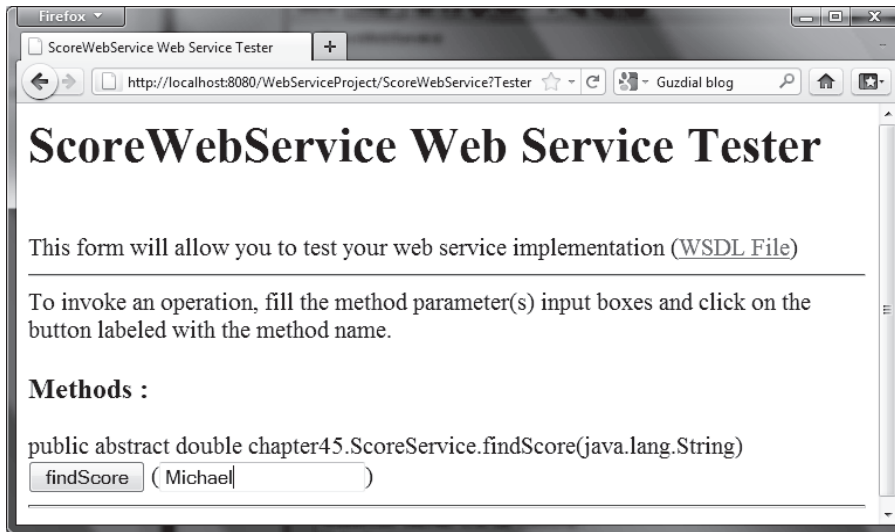 Firefox
ScoreWebService Web Service Tester
http://localhost:8080/WebServiceProject/ScoreWebService?Tester
Guzdial blog
ScoreWebService Web Service Tester
This form will allow you to test your web service implementation (WSDL File)
To invoke an operation, fill the method parameter(s) input boxes and click on the
button labeled with the method name.
Methods :
public abstract double chapter45.ScoreService.findScore(java.lang.String)
findScore (Michael)